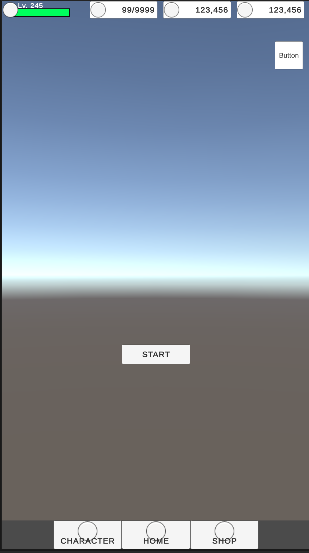 Lv. 245
99/9999
123,456
123,456
Button
START
CHARACTER
HOME
SHOP